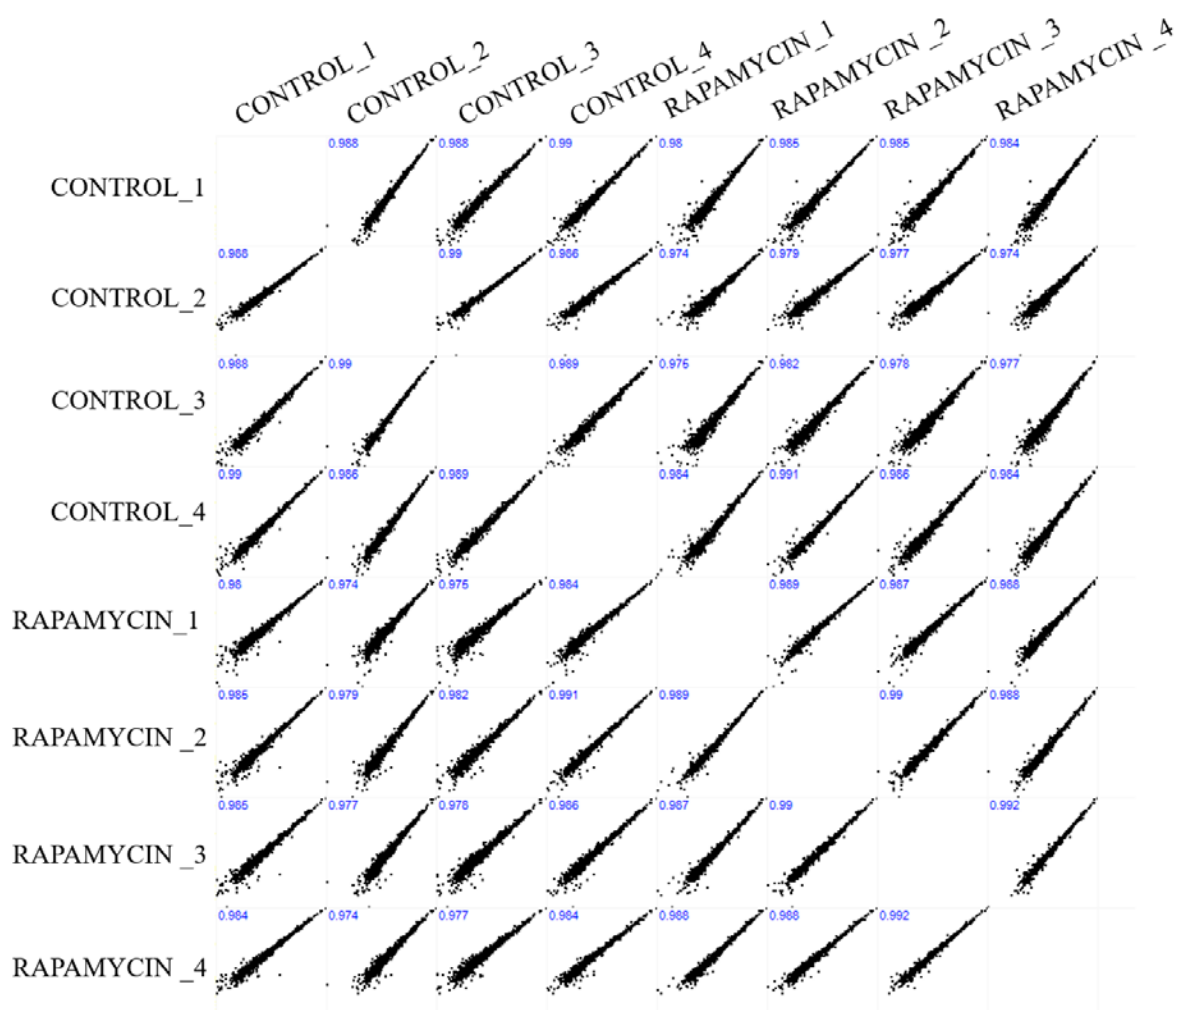 CONTROL_1 CONTROL_2 CONTROL_3 CONTROL_4 RAPAMYCIN_1 RAPAMYCIN _2 RAPAMYCIN _3 RAPAMYCIN _4
CONTROL_1 0.988 0.988 0.99 0.98 0.985 0.985 0.984
CONTROL_2 0.988 0.99 0.986 0.974 0.979 0.977 0.974
CONTROL_3 0.988 0.99 0.989 0.975 0.982 0.978 0.977
CONTROL_4 0.99 0.986 0.989 0.984 0.991 0.986 0.984
RAPAMYCIN_1 0.98 0.974 0.975 0.984 0.989 0.987 0.988
RAPAMYCIN _2 0.985 0.979 0.982 0.991 0.989 0.99 0.988
RAPAMYCIN _3 0.985 0.977 0.978 0.986 0.987 0.99 0.992
RAPAMYCIN _4 0.984 0.974 0.977 0.984 0.988 0.988 0.992